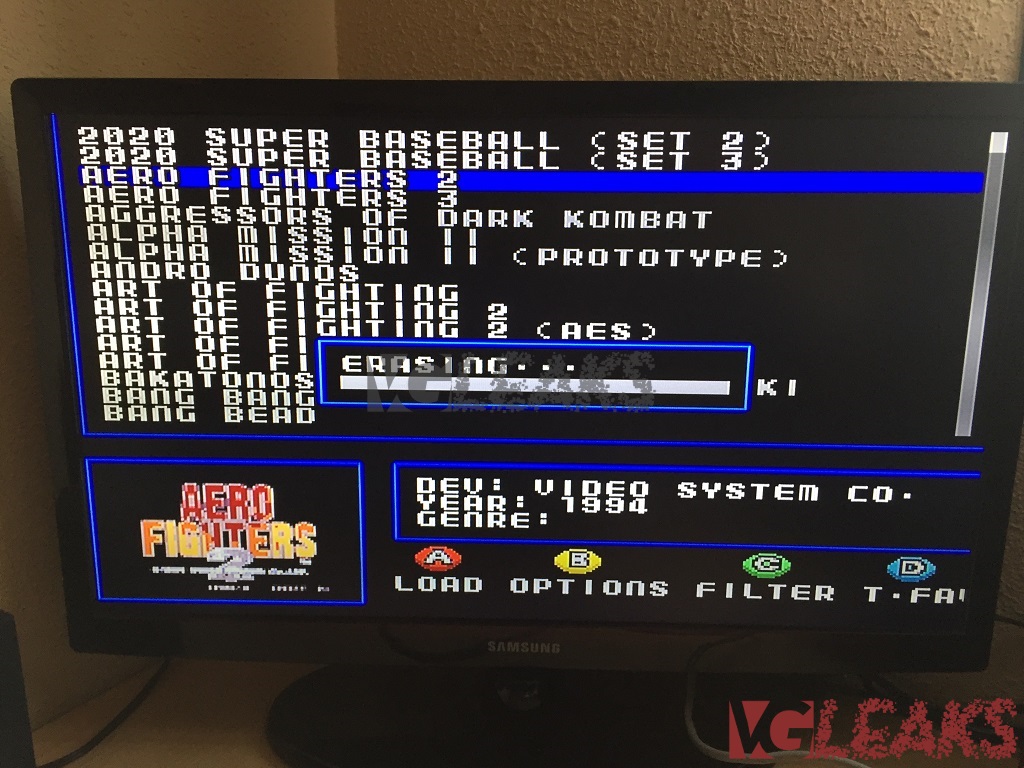 2020 SUPER BASEBALL (SET 2)
2020 SUPER BASEBALL (SET 3)
AERO FIGHTERS 2
AERO FIGHTERS 3
AGGRESSORS OF DARK KOMBAT
ALPHA MISSION II
ALPHA MISSION II (PROTOTYPE)
ANDRO DUNOS
ART OF FIGHTING
ART OF FIGHTING 2
ART OF FIGHTING 2 (AES)
ART OF FI
ART OF FI
ERASING...
BAKATONOS KI
BANG BANG
BANG BEAD
VGLEAKS
AERO
FIGHTERS
2
DEV: VIDEO SYSTEM CO.
YEAR: 1994
GENRE:
A B C D
LOAD OPTIONS FILTER T.FAV
SAMSUNG
VGLEAKS